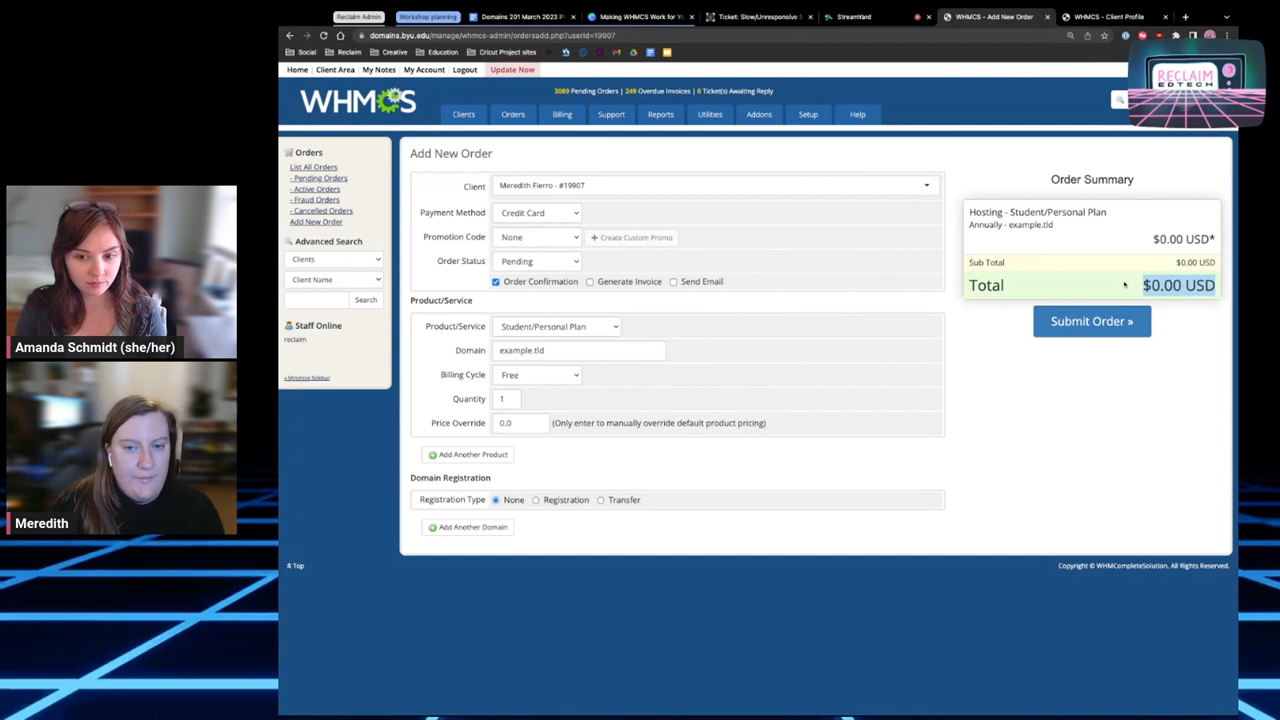 Reclaim Admin
Workshop planning
Domains 201 March 2023 P
Making WHMCS Work for Y
Ticket: Slow/Unresponsive S
StreamYard
WHMCS - Add New Order
WHMCS - Client Profile
domains.byu.edu/manage/whmcs-admin/ordersadd.php?userid=19907
Social
Reclaim
Creative
Education
Cricut Project sites
Home
Client Area
My Notes
My Account
Logout
Update Now
RECLAIM
EDTECH
WHMCS
3089 Pending Orders | 249 Overdue Invoices | 0 Ticket(s) Awaiting Reply
Clients
Orders
Billing
Support
Reports
Utilities
Addons
Setup
Help
Orders
List All Orders
- Pending Orders
- Active Orders
- Fraud Orders
- Cancelled Orders
Add New Order
Advanced Search
Clients
Client Name
Search
Staff Online
reclaim
« Minimise Sidebar
Add New Order
Client
Meredith Fierro - #19907
Payment Method
Credit Card
Promotion Code
None
Create Custom Promo
Order Status
Pending
Order Confirmation
Generate Invoice
Send Email
Product/Service
Product/Service
Student/Personal Plan
Domain
example.tld
Billing Cycle
Free
Quantity
1
Price Override
0.0
(Only enter to manually override default product pricing)
Add Another Product
Domain Registration
Registration Type
None
Registration
Transfer
Add Another Domain
Order Summary
Hosting - Student/Personal Plan
Annually - example.tld
$0.00 USD*
Sub Total
$0.00 USD
Total
$0.00 USD
Submit Order »
Top
Copyright © WHMCompleteSolution. All Rights Reserved.
Amanda Schmidt (she/her)
Meredith